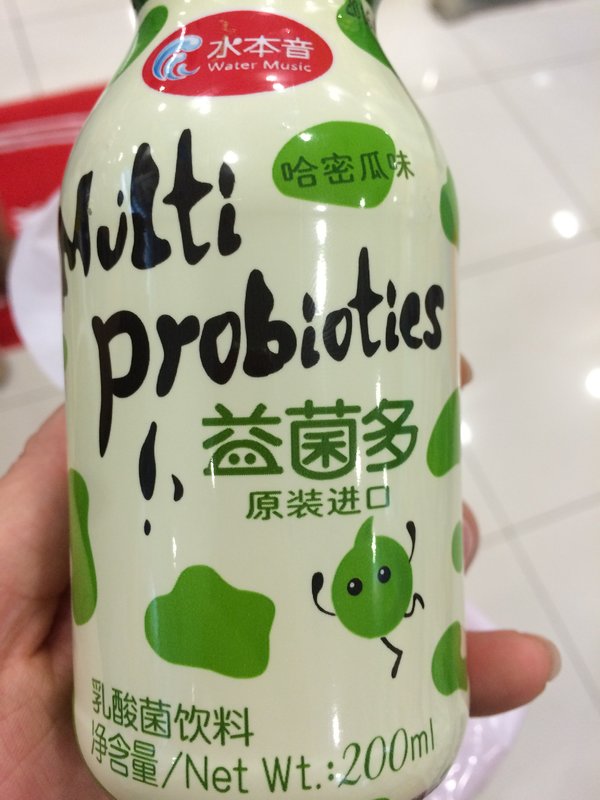 水本音
Water Music
哈密瓜味
Multi
probiotics
益菌多
原装进口
乳酸菌饮料
净含量/Net Wt.:200ml